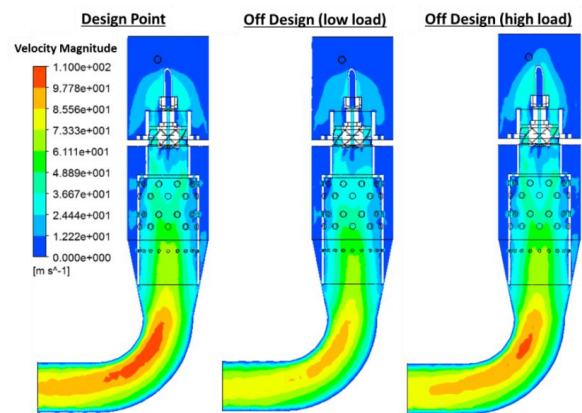 Design Point
Off Design (low load)
Off Design (high load)
Velocity Magnitude
1.100e+002
9.778e+001
8.556e+001
7.333e+001
6.111e+001
4.889e+001
3.667e+001
2.444e+001
1.222e+001
0.000e+000
[m s^-1]